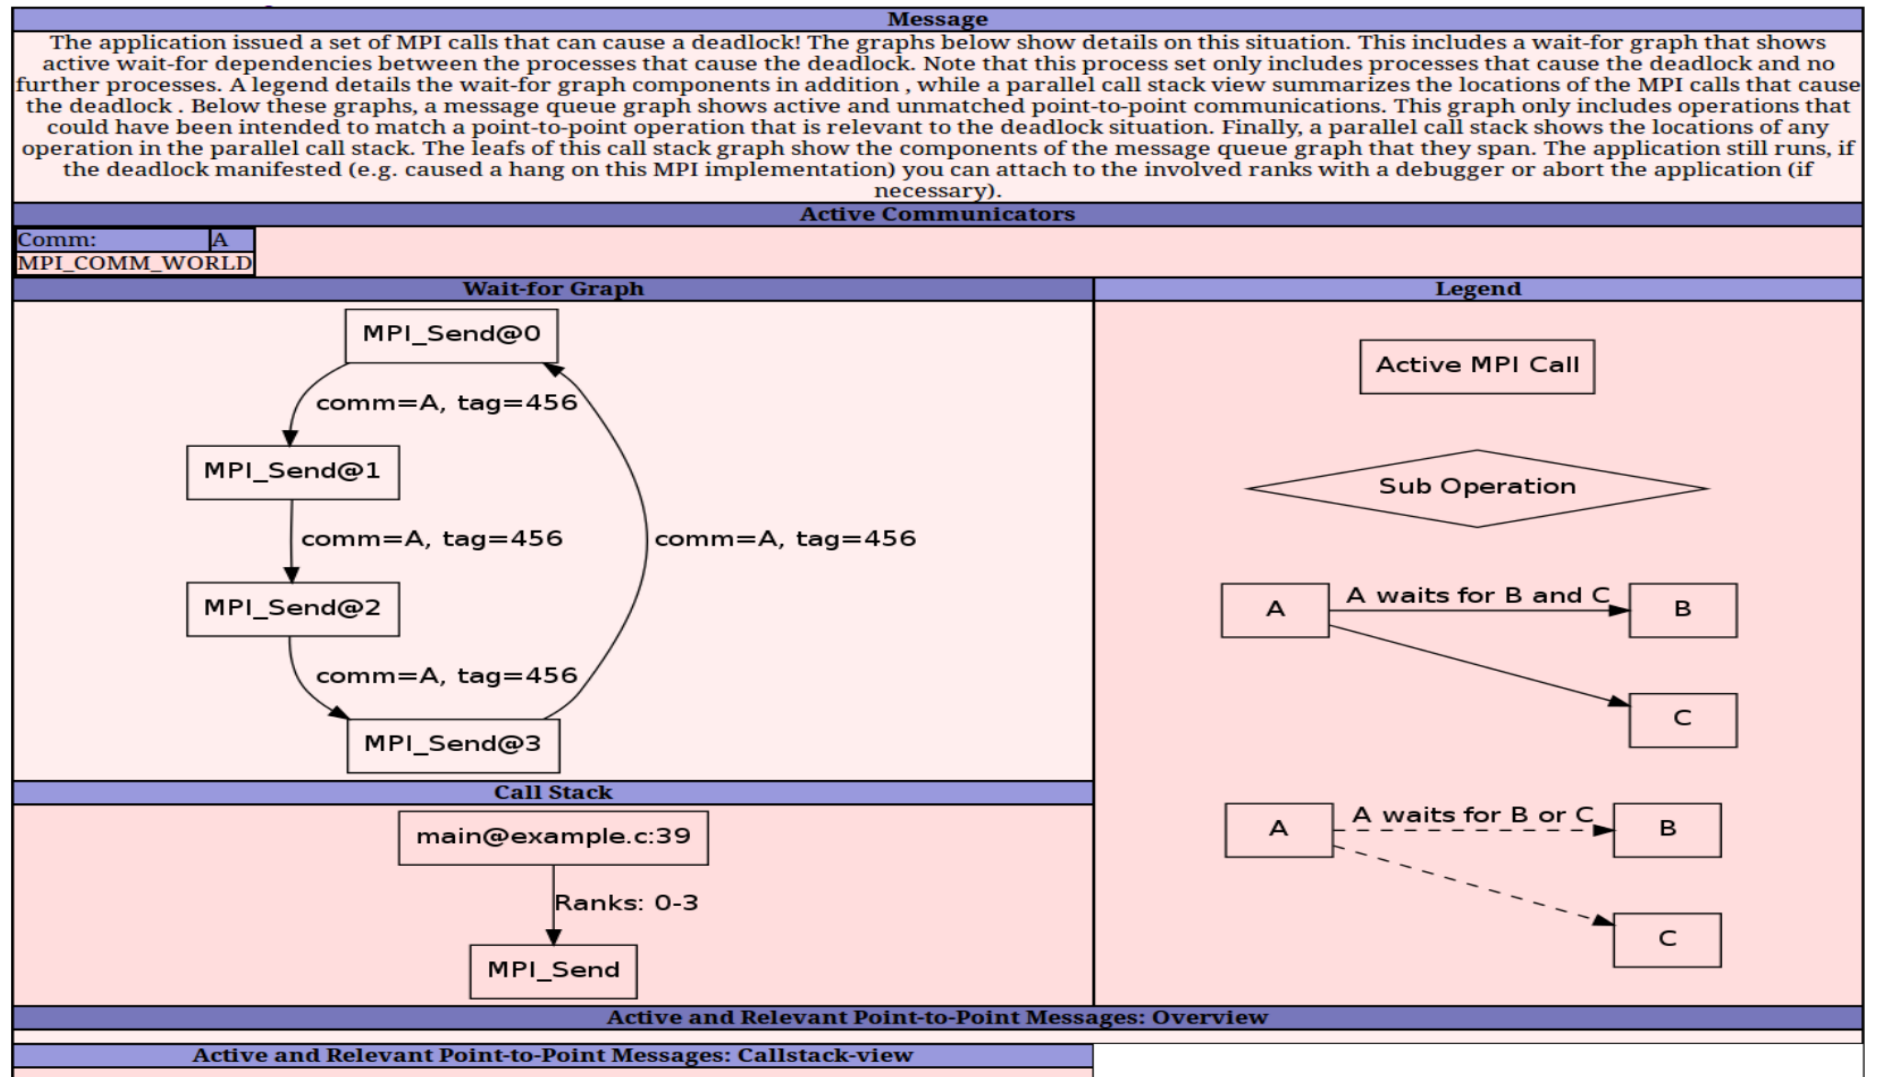 Message
The application issued a set of MPI calls that can cause a deadlock! The graphs below show details on this situation. This includes a wait-for graph that shows
active wait-for dependencies between the processes that cause the deadlock. Note that this process set only includes processes that cause the deadlock and no
further processes. A legend details the wait-for graph components in addition , while a parallel call stack view summarizes the locations of the MPI calls that cause
the deadlock . Below these graphs, a message queue graph shows active and unmatched point-to-point communications. This graph only includes operations that
could have been intended to match a point-to-point operation that is relevant to the deadlock situation. Finally, a parallel call stack shows the locations of any
operation in the parallel call stack. The leafs of this call stack graph show the components of the message queue graph that they span. The application still runs, if
the deadlock manifested (e.g. caused a hang on this MPI implementation) you can attach to the involved ranks with a debugger or abort the application (if
necessary).
Active Communicators
Comm: A
MPI_COMM_WORLD
Wait-for Graph
MPI_Send@0
comm=A, tag=456
MPI_Send@1
comm=A, tag=456
comm=A, tag=456
MPI_Send@2
comm=A, tag=456
MPI_Send@3
Legend
Active MPI Call
Sub Operation
A waits for B and C
A
B
C
A waits for B or C
A
B
C
Call Stack
main@example.c:39
Ranks: 0-3
MPI_Send
Active and Relevant Point-to-Point Messages: Overview
Active and Relevant Point-to-Point Messages: Callstack-view